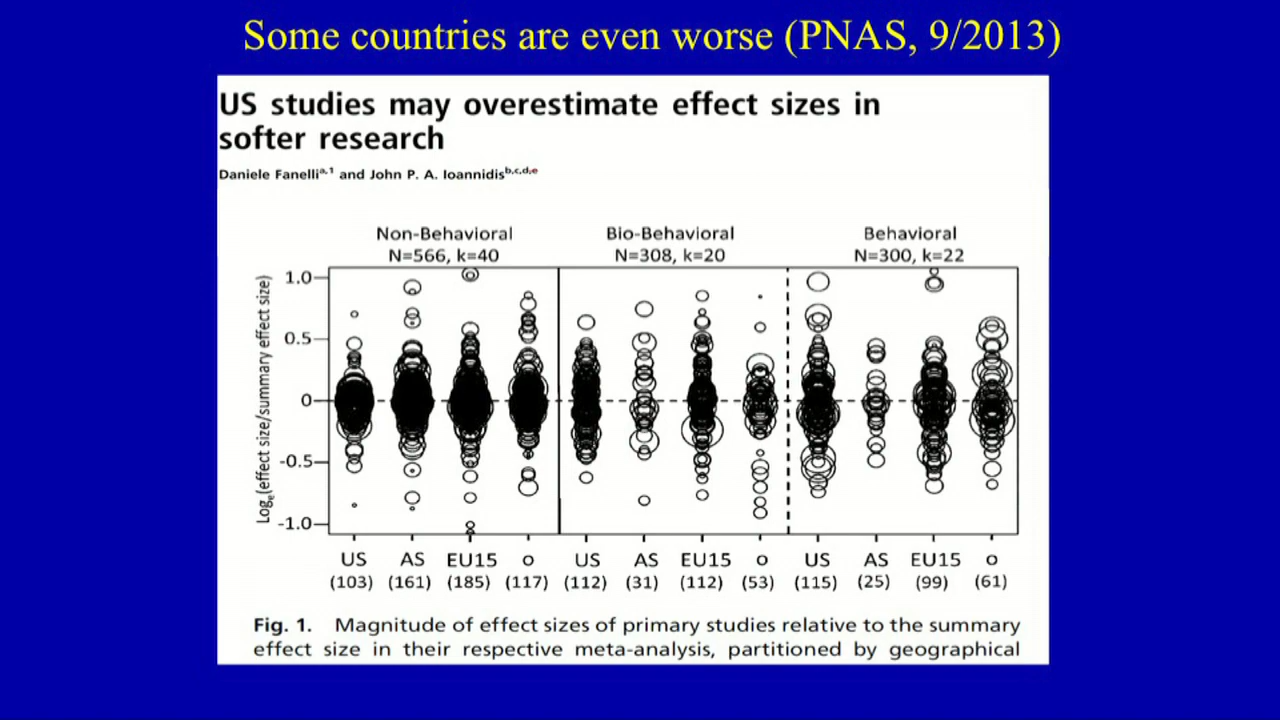 Some countries are even worse (PNAS, 9/2013)
US studies may overestimate effect sizes in
softer research
Daniele Fanelliᵃ,¹ and John P. A. Ioannidisᵇ,ᶜ,ᵈ,ᵉ
Non-Behavioral Bio-Behavioral Behavioral
N=566, k=40 N=308, k=20 N=300, k=22
Logₑ(effect size/summary effect size)
1.0
0.5
0
-0.5
-1.0
US AS EU15 o US AS EU15 o US AS EU15 o
(103) (161) (185) (117) (112) (31) (112) (53) (115) (25) (99) (61)
Fig. 1. Magnitude of effect sizes of primary studies relative to the summary
effect size in their respective meta-analysis, partitioned by geographical